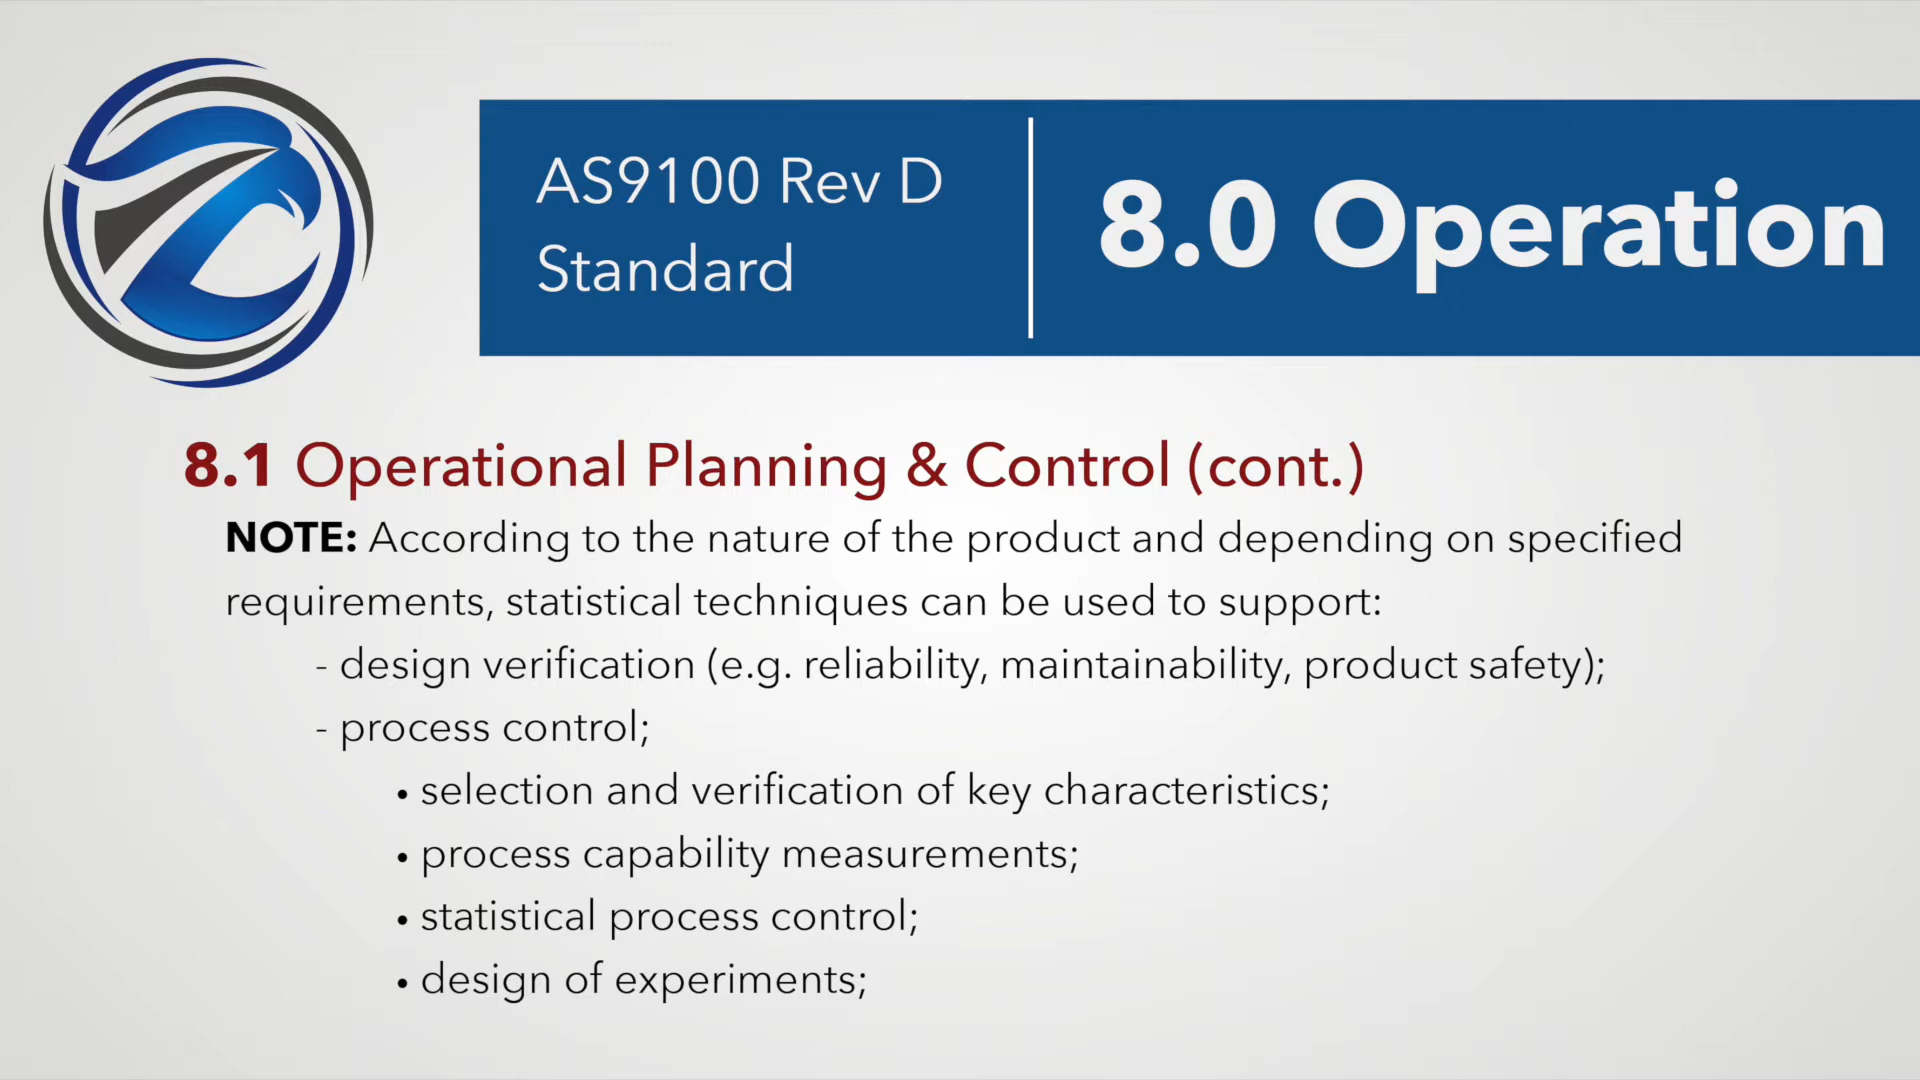 AS9100 Rev D
Standard
8.0 Operation
8.1 Operational Planning & Control (cont.)
NOTE: According to the nature of the product and depending on specified
requirements, statistical techniques can be used to support:
- design verification (e.g. reliability, maintainability, product safety);
- process control;
• selection and verification of key characteristics;
• process capability measurements;
• statistical process control;
• design of experiments;